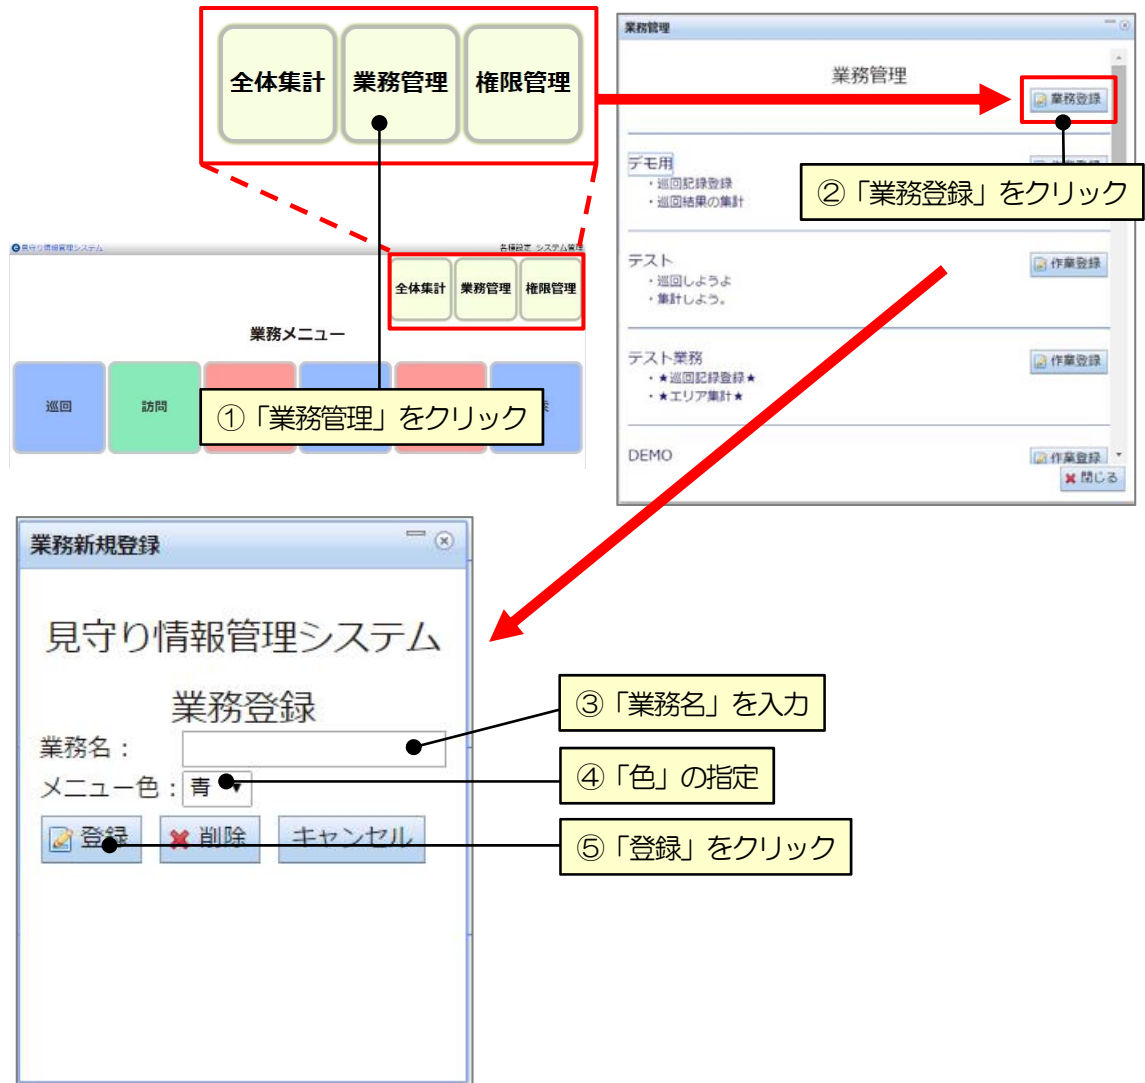 全体集計
業務管理
権限管理
見守り情報管理システム
各種設定 システム管理
全体集計
業務管理
権限管理
業務メニュー
巡回
訪問
①「業務管理」をクリック
業務管理
業務管理
業務登録
デモ用
・巡回記録登録
・巡回結果の集計
②「業務登録」をクリック
テスト
作業登録
・巡回しようよ
・集計しよう。
テスト業務
作業登録
・★巡回記録登録★
・★エリア集計★
DEMO
作業登録
閉じる
業務新規登録
見守り情報管理システム
業務登録
業務名：
メニュー色：青
登録
削除
キャンセル
③「業務名」を入力
④「色」の指定
⑤「登録」をクリック